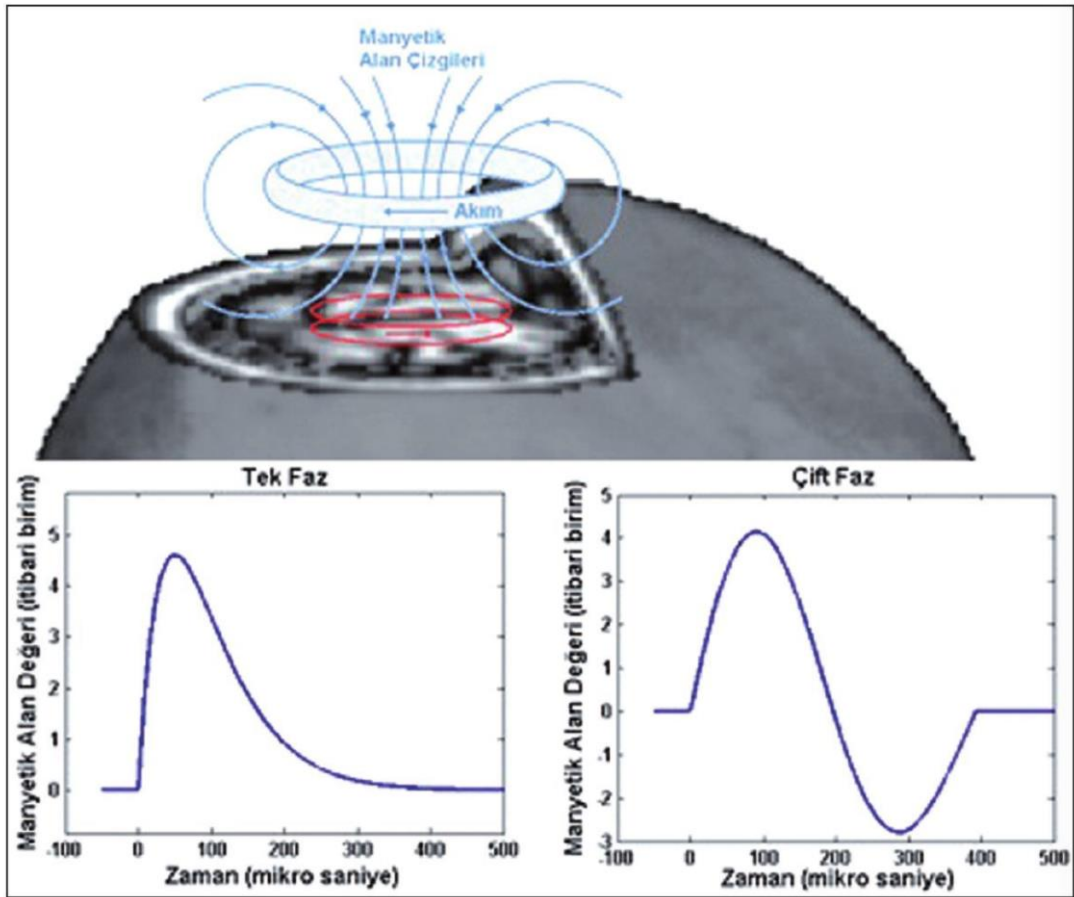 Manyetik
Alan Çizgileri
Akım
Tek Faz
Manyetik Alan Değeri (itibari birim)
5
4
3
2
1
0
-100 0 100 200 300 400 500
Zaman (mikro saniye)
Çift Faz
Manyetik Alan Değeri (itibari birim)
5
4
3
2
1
0
-1
-2
-3
-100 0 100 200 300 400 500
Zaman (mikro saniye)